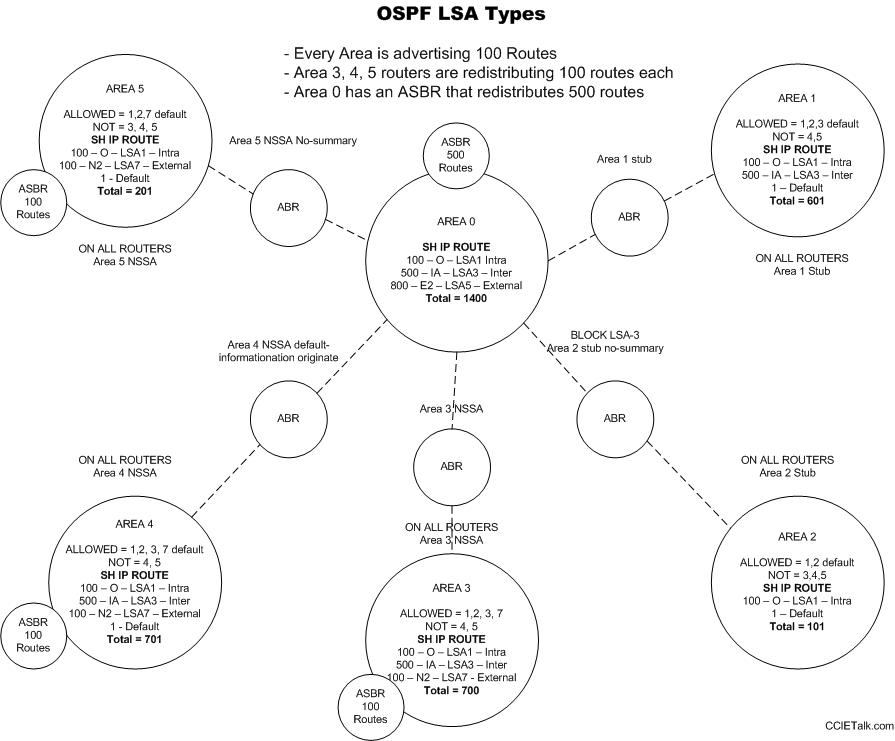 OSPF LSA Types
- Every Area is advertising 100 Routes
- Area 3, 4, 5 routers are redistributing 100 routes each
- Area 0 has an ASBR that redistributes 500 routes
AREA 5
ALLOWED = 1,2,7 default
NOT = 3, 4, 5
SH IP ROUTE
100 – O – LSA1 – Intra
100 – N2 – LSA7 – External
1 - Default
Total = 201
ASBR
100
Routes
ON ALL ROUTERS
Area 5 NSSA
Area 5 NSSA No-summary
ABR
ASBR
500
Routes
AREA 0
SH IP ROUTE
100 – O – LSA1 Intra
500 – IA – LSA3 – Inter
800 – E2 – LSA5 – External
Total = 1400
Area 1 stub
ABR
AREA 1
ALLOWED = 1,2,3 default
NOT = 4,5
SH IP ROUTE
100 – O – LSA1 – Intra
500 – IA – LSA3 – Inter
1 – Default
Total = 601
ON ALL ROUTERS
Area 1 Stub
Area 4 NSSA default-
informationation originate
ABR
ON ALL ROUTERS
Area 4 NSSA
AREA 4
ALLOWED = 1,2, 3, 7 default
NOT = 4, 5
SH IP ROUTE
100 – O – LSA1 – Intra
500 – IA – LSA3 – Inter
100 – N2 – LSA7 – External
1 - Default
Total = 701
ASBR
100
Routes
Area 3 NSSA
ABR
ON ALL ROUTERS
Area 3 NSSA
AREA 3
ALLOWED = 1,2, 3, 7
NOT = 4, 5
SH IP ROUTE
100 – O – LSA1 – Intra
500 – IA – LSA3 – Inter
100 – N2 – LSA7 - External
Total = 700
ASBR
100
Routes
BLOCK LSA-3
Area 2 stub no-summary
ABR
ON ALL ROUTERS
Area 2 Stub
AREA 2
ALLOWED = 1,2 default
NOT = 3,4,5
SH IP ROUTE
100 – O – LSA1 – Intra
1 – Default
Total = 101
CCIETalk.com